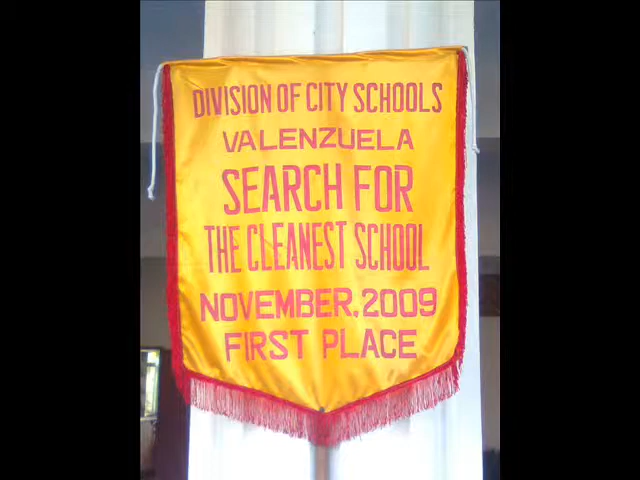 DIVISION OF CITY SCHOOLS
VALENZUELA
SEARCH FOR
THE CLEANEST SCHOOL
NOVEMBER, 2009
FIRST PLACE